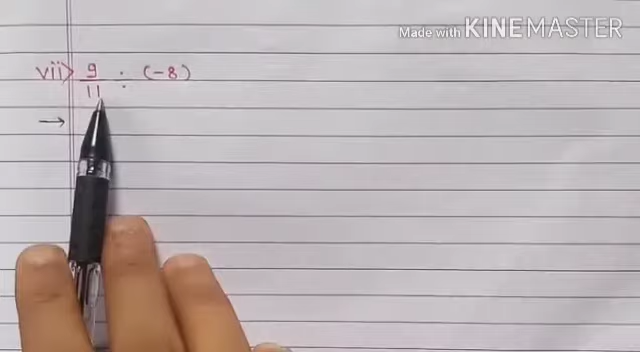 Made with KINEMASTER
vii> 9/11 ÷ (-8)
→